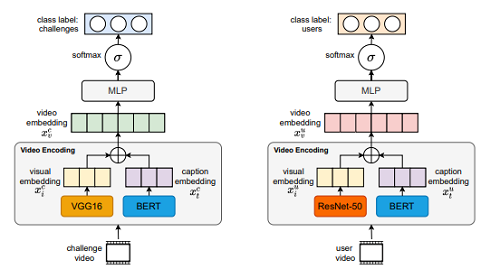 class label:
challenges
softmax
σ
MLP
video
embedding
x_v^c
Video Encoding
visual
embedding
x_i^c
caption
embedding
x_t^c
VGG16
BERT
challenge
video
class label:
users
softmax
σ
MLP
video
embedding
x_v^u
Video Encoding
visual
embedding
x_i^u
caption
embedding
x_t^u
ResNet-50
BERT
user
video